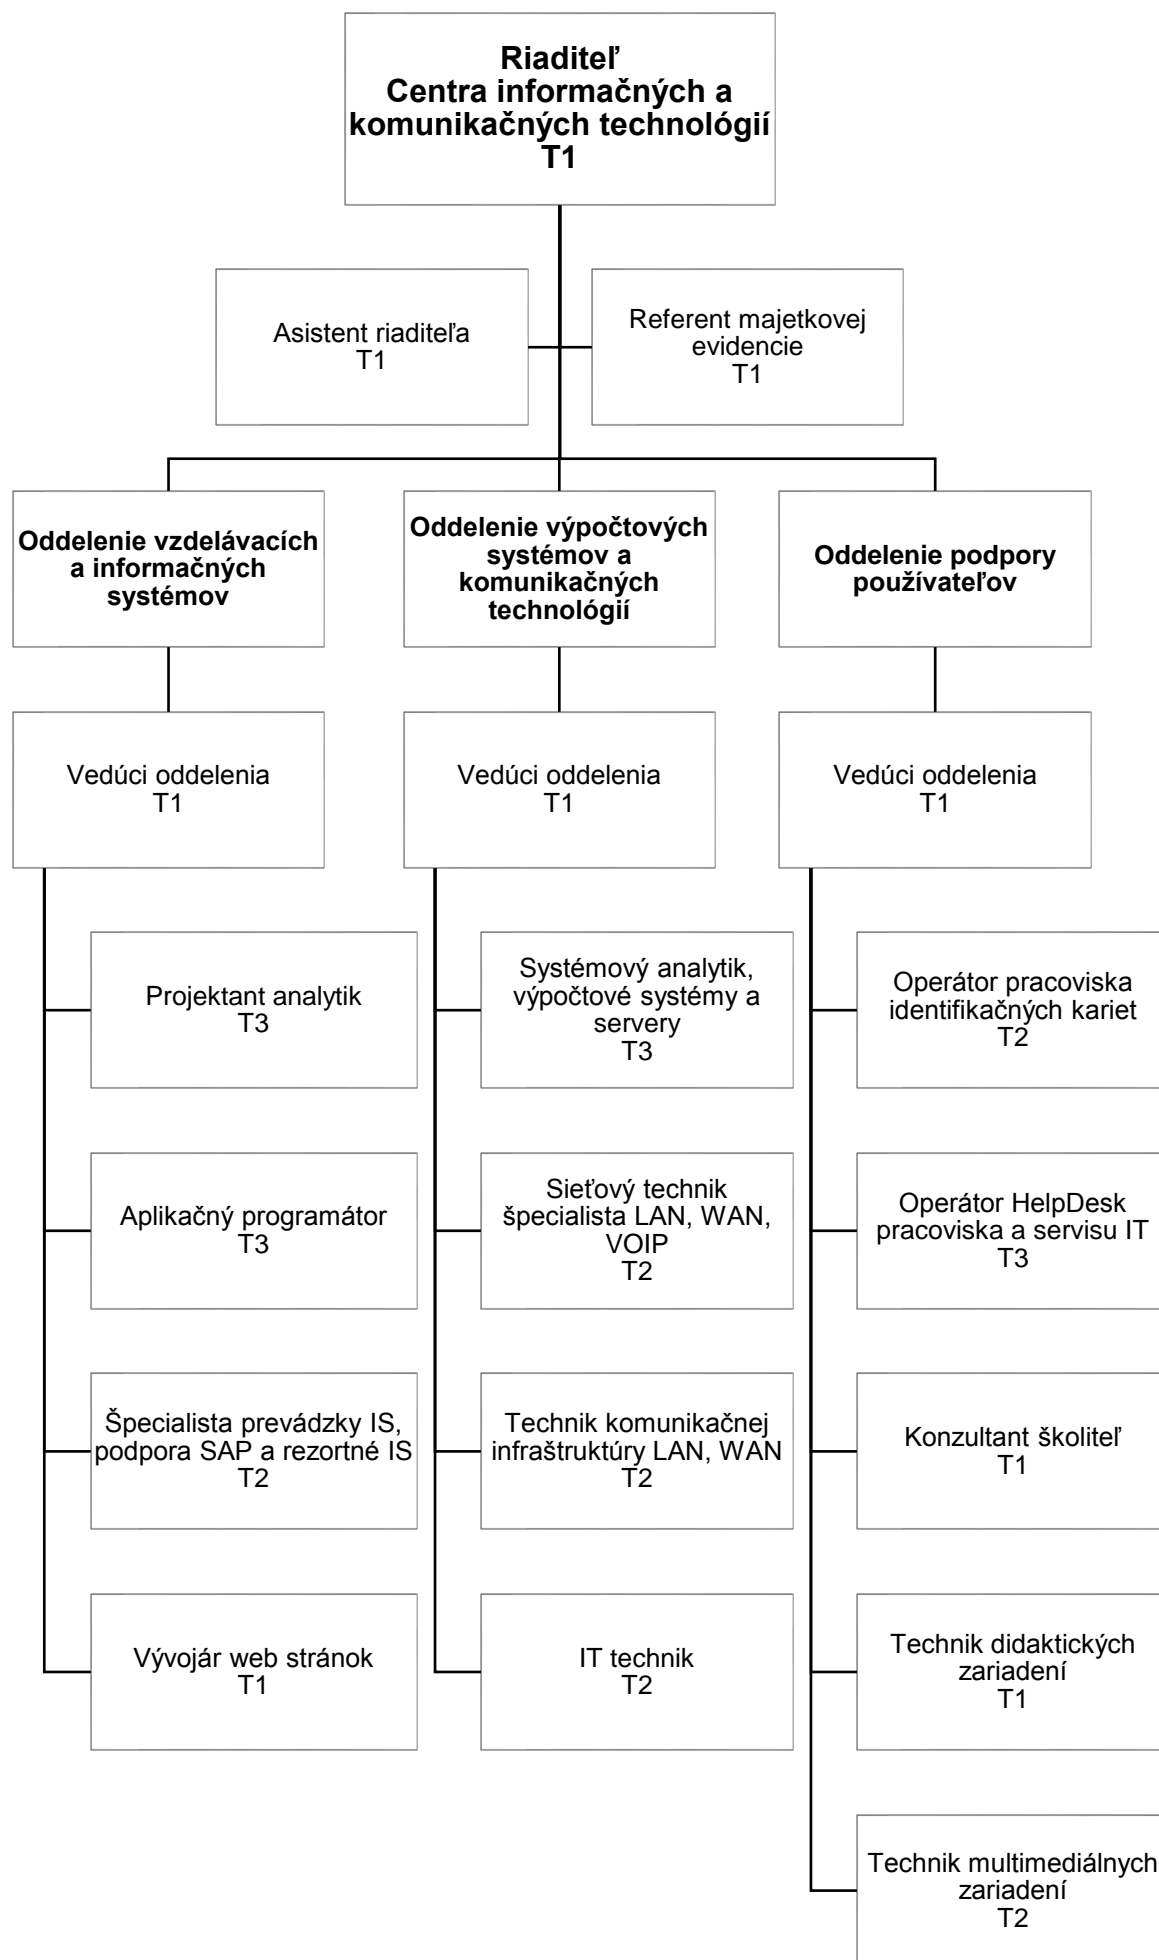 Riaditeľ
Centra informačných a
komunikačných technológií
T1
Asistent riaditeľa
T1
Referent majetkovej
evidencie
T1
Oddelenie vzdelávacích
a informačných
systémov
Oddelenie výpočtových
systémov a
komunikačných
technológií
Oddelenie podpory
používateľov
Vedúci oddelenia
T1
Vedúci oddelenia
T1
Vedúci oddelenia
T1
Projektant analytik
T3
Systémový analytik,
výpočtové systémy a
servery
T3
Operátor pracoviska
identifikačných kariet
T2
Aplikačný programátor
T3
Sieťový technik
špecialista LAN, WAN,
VOIP
T2
Operátor HelpDesk
pracoviska a servisu IT
T3
Špecialista prevádzky IS,
podpora SAP a rezortné IS
T2
Technik komunikačnej
infraštruktúry LAN, WAN
T2
Konzultant školiteľ
T1
Vývojár web stránok
T1
IT technik
T2
Technik didaktických
zariadení
T1
Technik multimediálnych
zariadení
T2